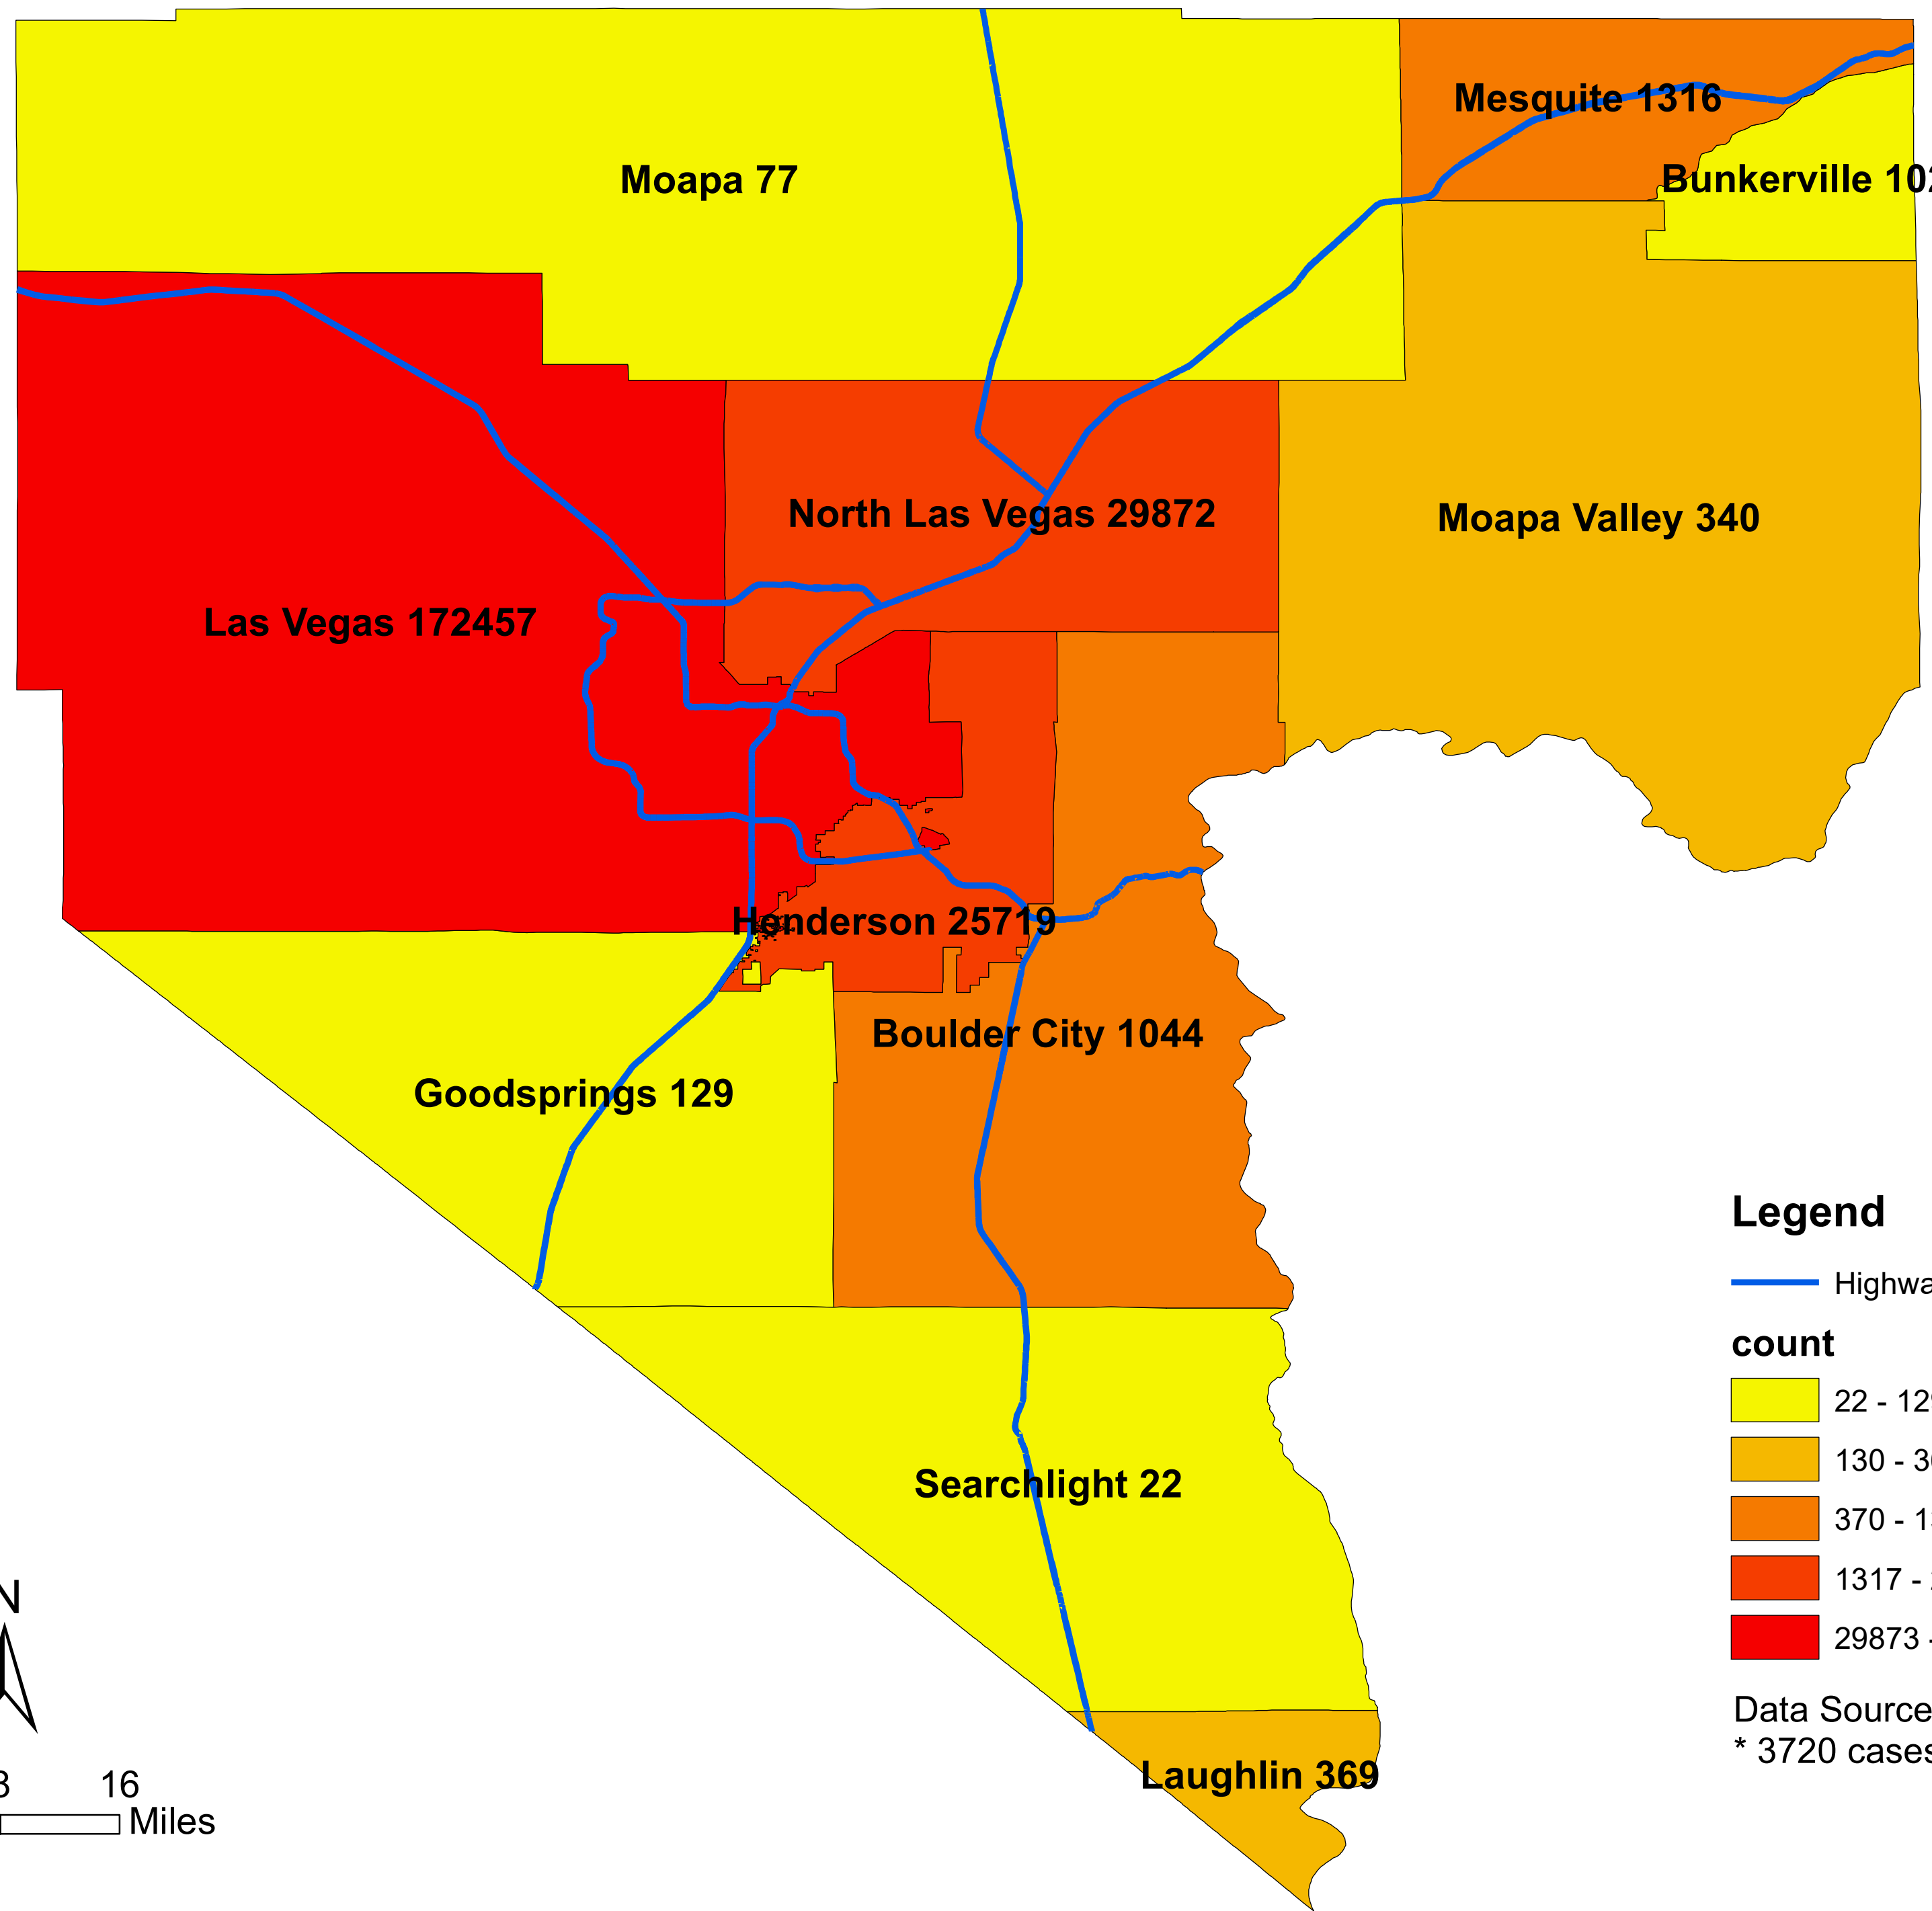 Mesquite 1316
Moapa 77
Bunkerville
North Las Vegas 29872
Moapa Valley 340
Las Vegas 172457
Henderson 25719
Boulder City 1044
Goodsprings 129
Legend
count
22 -
130 -
370 -
Searchlight 22
1317 -
N
29873 -
Data Source
* 3720 cases
Laughlin 369
16
Miles